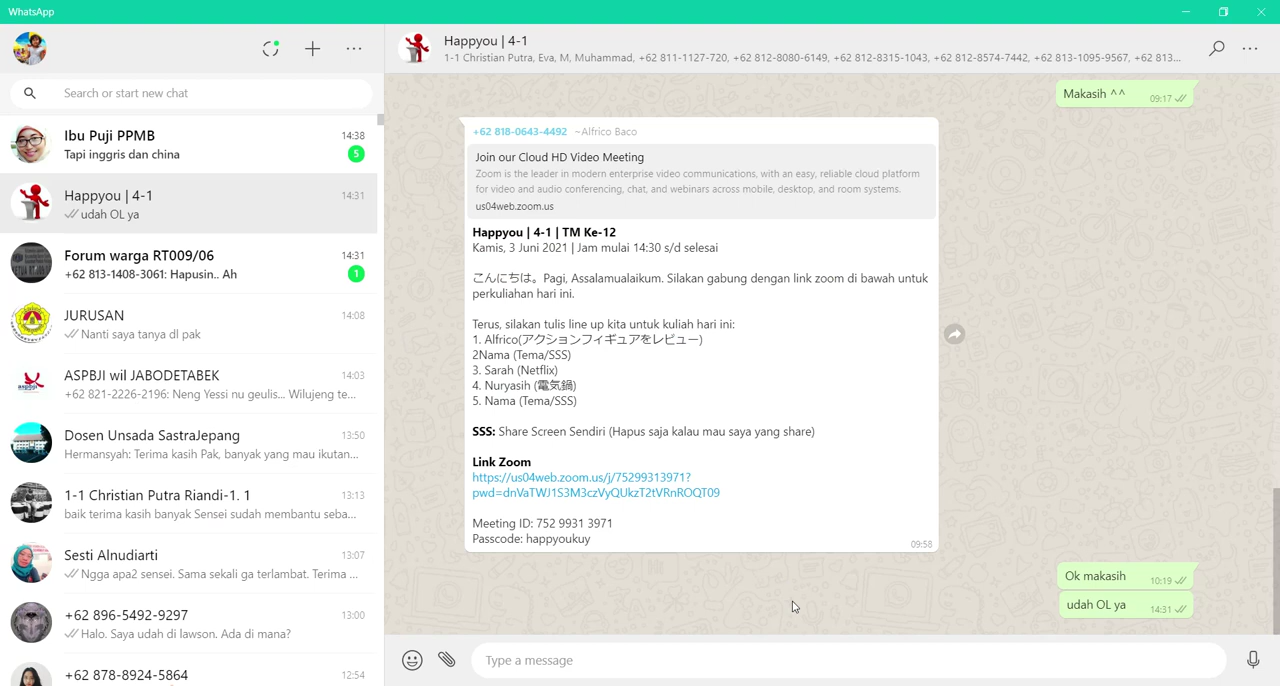 WhatsApp
Search or start new chat
Ibu Puji PPMB
14:38
Tapi inggris dan china
5
Happyou | 4-1
14:31
udah OL ya
Forum warga RT009/06
14:31
+62 813-1408-3061: Hapusin.. Ah
1
JURUSAN
14:08
Nanti saya tanya dl pak
ASPBJI wil JABODETABEK
14:03
+62 821-2226-2196: Neng Yessi nu geulis... Wilujeng te...
Dosen Unsada SastraJepang
13:50
Hermansyah: Terima kasih Pak, banyak yang mau ikutan...
1-1 Christian Putra Riandi-1. 1
13:13
baik terima kasih banyak Sensei sudah membantu seba...
Sesti Alnudiarti
13:07
Ngga apa2 sensei. Sama sekali ga terlambat. Terima ...
+62 896-5492-9297
13:00
Halo. Saya udah di lawson. Ada di mana?
+62 878-8924-5864
12:54
Happyou | 4-1
1-1 Christian Putra, Eva, M, Muhammad, +62 811-1127-720, +62 812-8080-6149, +62 812-8315-1043, +62 812-8574-7442, +62 813-1095-9567, +62 813...
Makasih ^^
09:17
+62 818-0643-4492 ~Alfrico Baco
Join our Cloud HD Video Meeting
Zoom is the leader in modern enterprise video communications, with an easy, reliable cloud platform
for video and audio conferencing, chat, and webinars across mobile, desktop, and room systems.
us04web.zoom.us
Happyou | 4-1 | TM Ke-12
Kamis, 3 Juni 2021 | Jam mulai 14:30 s/d selesai
こんにちは。Pagi, Assalamualaikum. Silakan gabung dengan link zoom di bawah untuk
perkuliahan hari ini.
Terus, silakan tulis line up kita untuk kuliah hari ini:
1. Alfrico(アクションフィギュアをレビュー)
2Nama (Tema/SSS)
3. Sarah (Netflix)
4. Nuryasih (電気鍋)
5. Nama (Tema/SSS)
SSS: Share Screen Sendiri (Hapus saja kalau mau saya yang share)
Link Zoom
https://us04web.zoom.us/j/75299313971?
pwd=dnVaTWJ1S3M3czVyQUkzT2tVRnROQT09
Meeting ID: 752 9931 3971
Passcode: happyoukuy
09:58
Ok makasih
10:19
udah OL ya
14:31
Type a message